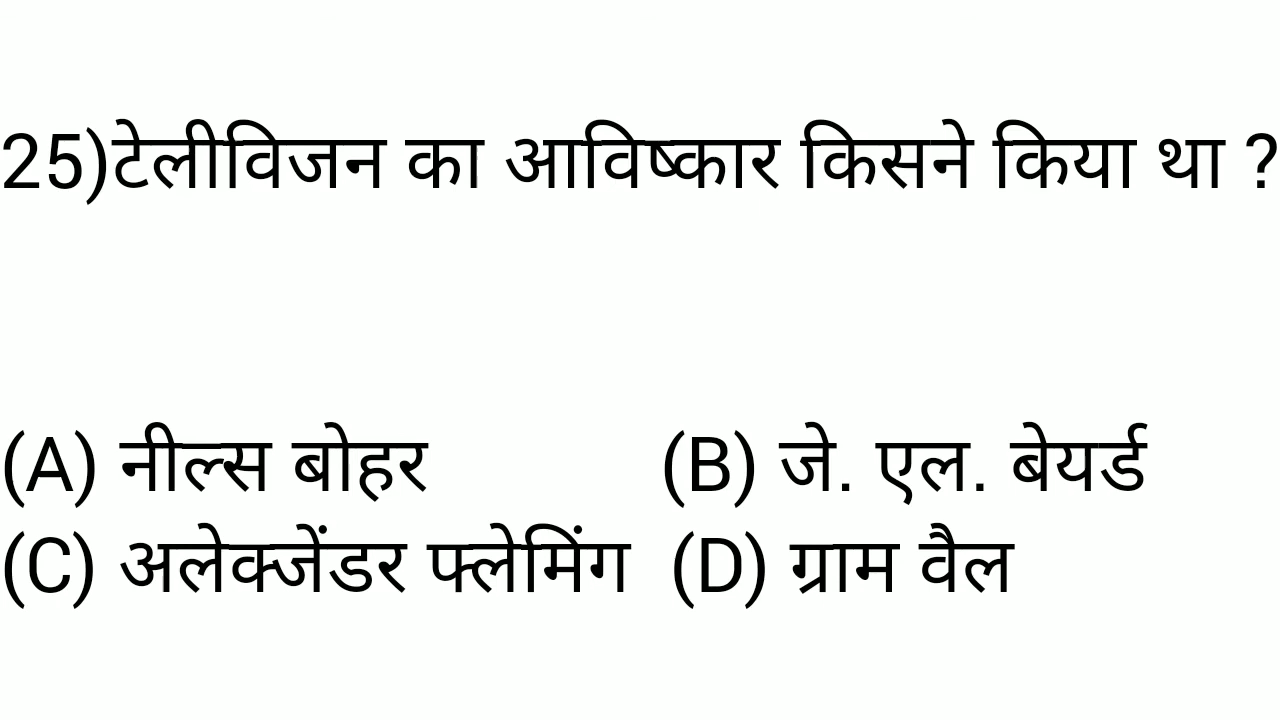 25)टेलीविजन का आविष्कार किसने किया था ?
(A) नील्स बोहर (B) जे. एल. बेयर्ड
(C) अलेक्जेंडर फ्लेमिंग (D) ग्राम वैल